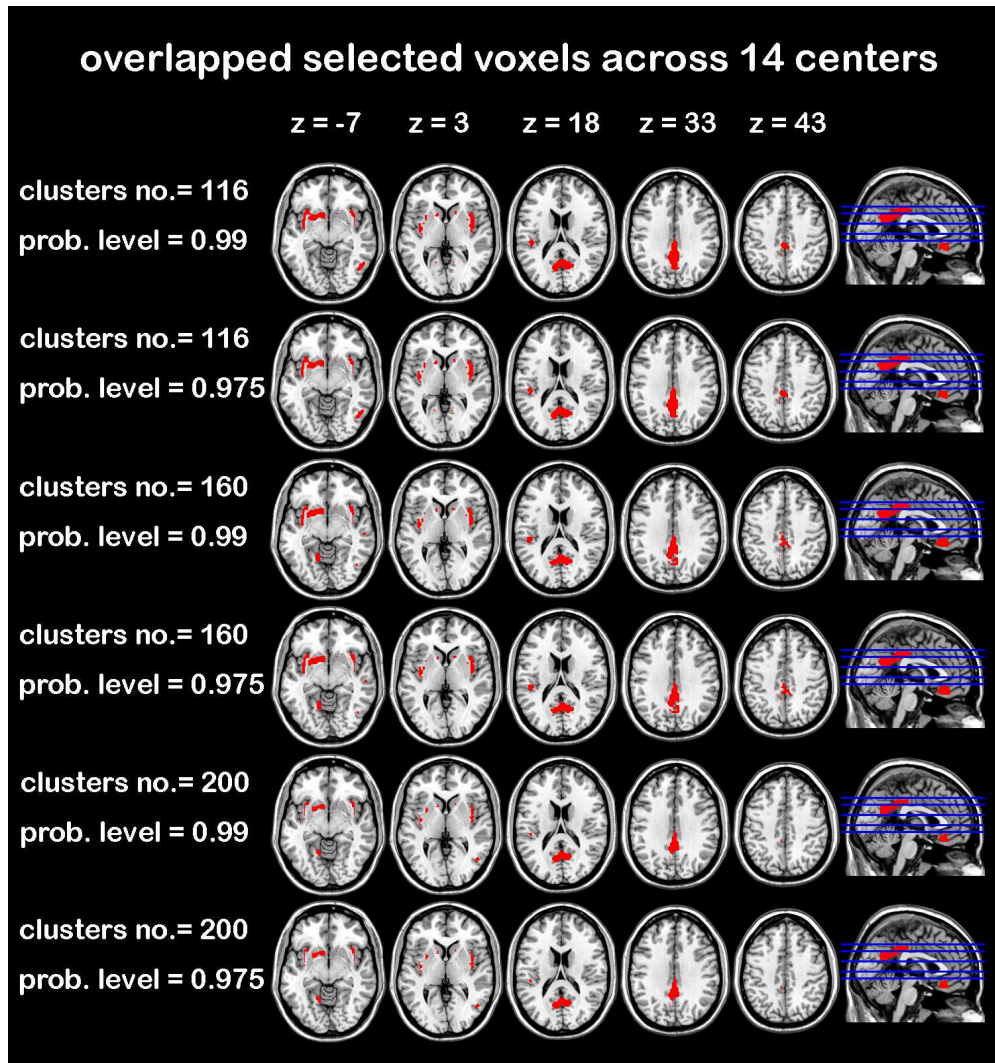 overlapped selected voxels across 14 centers
z = -7 z = 3 z = 18 z = 33 z = 43
clusters no.= 116
prob. level = 0.99
clusters no.= 116
prob. level = 0.975
clusters no.= 160
prob. level = 0.99
clusters no.= 160
prob. level = 0.975
clusters no.= 200
prob. level = 0.99
clusters no.= 200
prob. level = 0.975